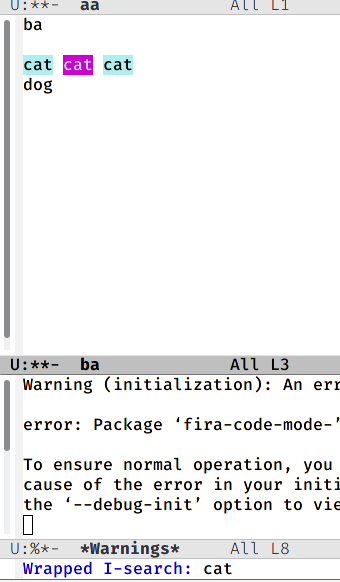 U:**-  aa              All L1
ba
cat cat cat
dog
U:**-  ba             All L3
Warning (initialization): An err
error: Package ‘fira-code-mode-’
To ensure normal operation, you
cause of the error in your initi
the ‘--debug-init’ option to vie
U:%*-  *Warnings*     All L8
Wrapped I-search: cat